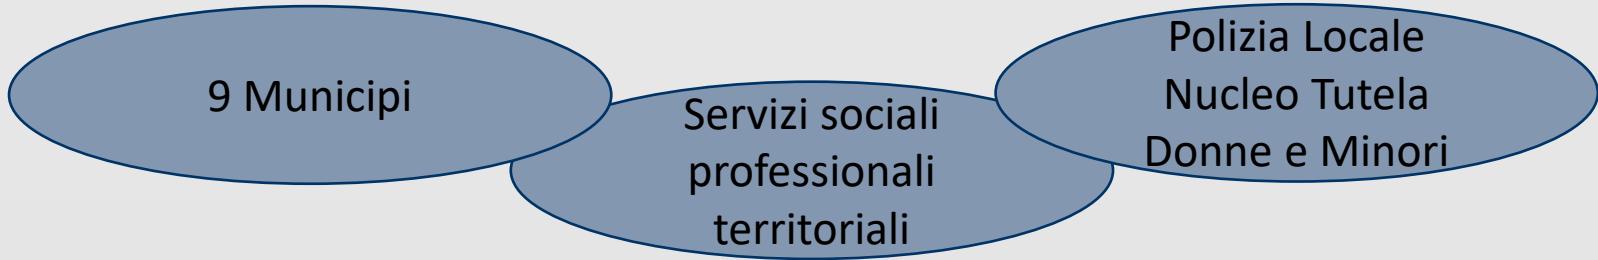 9 Municipi
Servizi sociali
professionali
territoriali
Polizia Locale
Nucleo Tutela
Donne e Minori